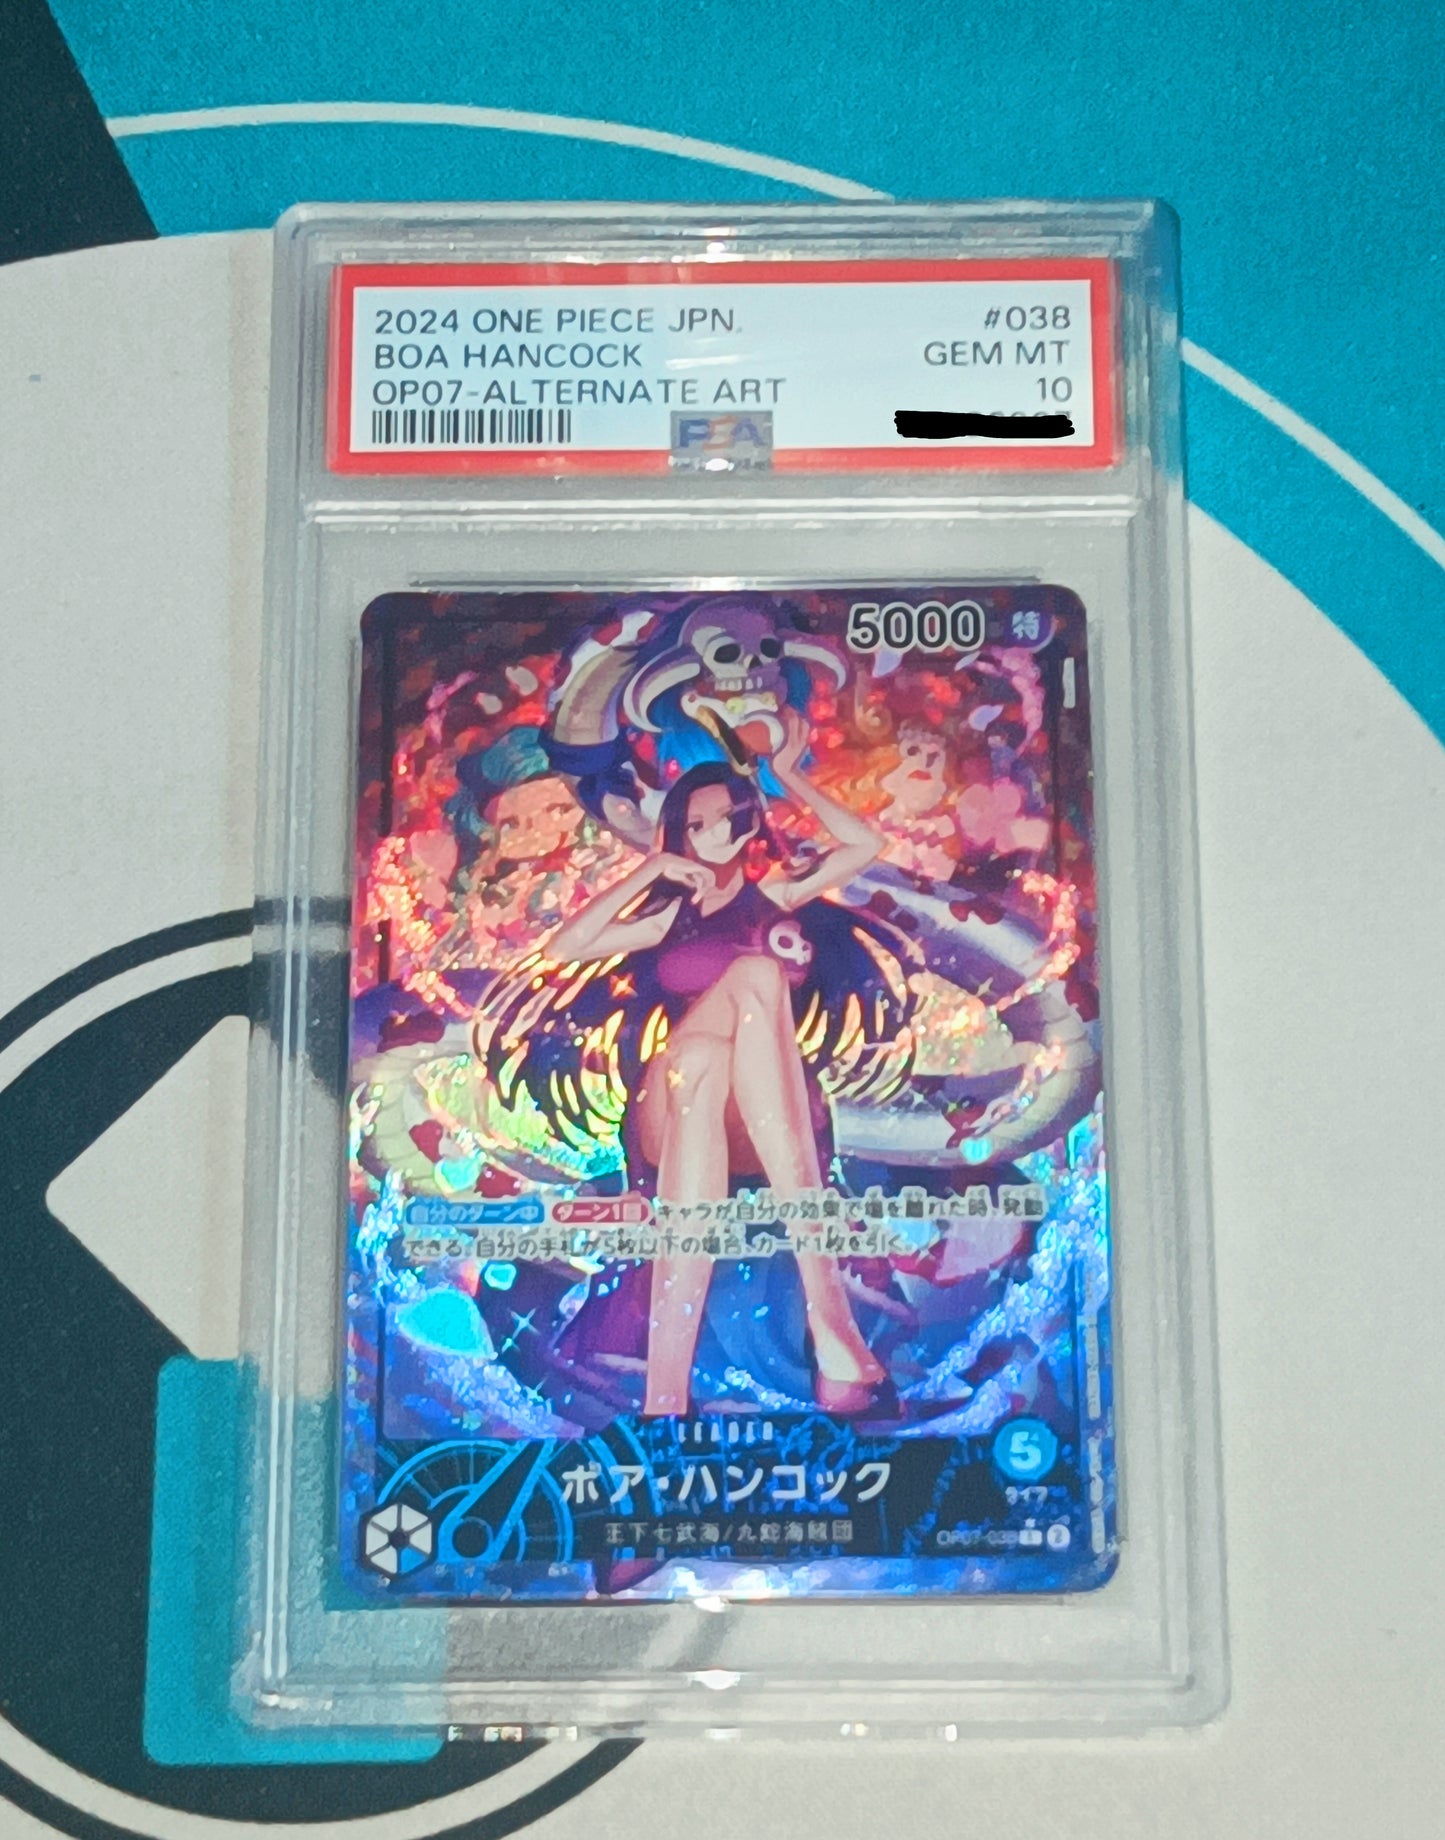 2024 ONE PIECE JPN. #038
BOA HANCOCK GEM MT
OP07-ALTERNATE ART 10
PSA
5000 特
自分のターン中 ターン1回 キャラが自分の効果で場を離れた時、発動
できる。自分の手札が5枚以下の場合、カード1枚を引く。
LEADER
ボア・ハンコック
5
ライフ
王下七武海/九蛇海賊団
OP07-038 L 2